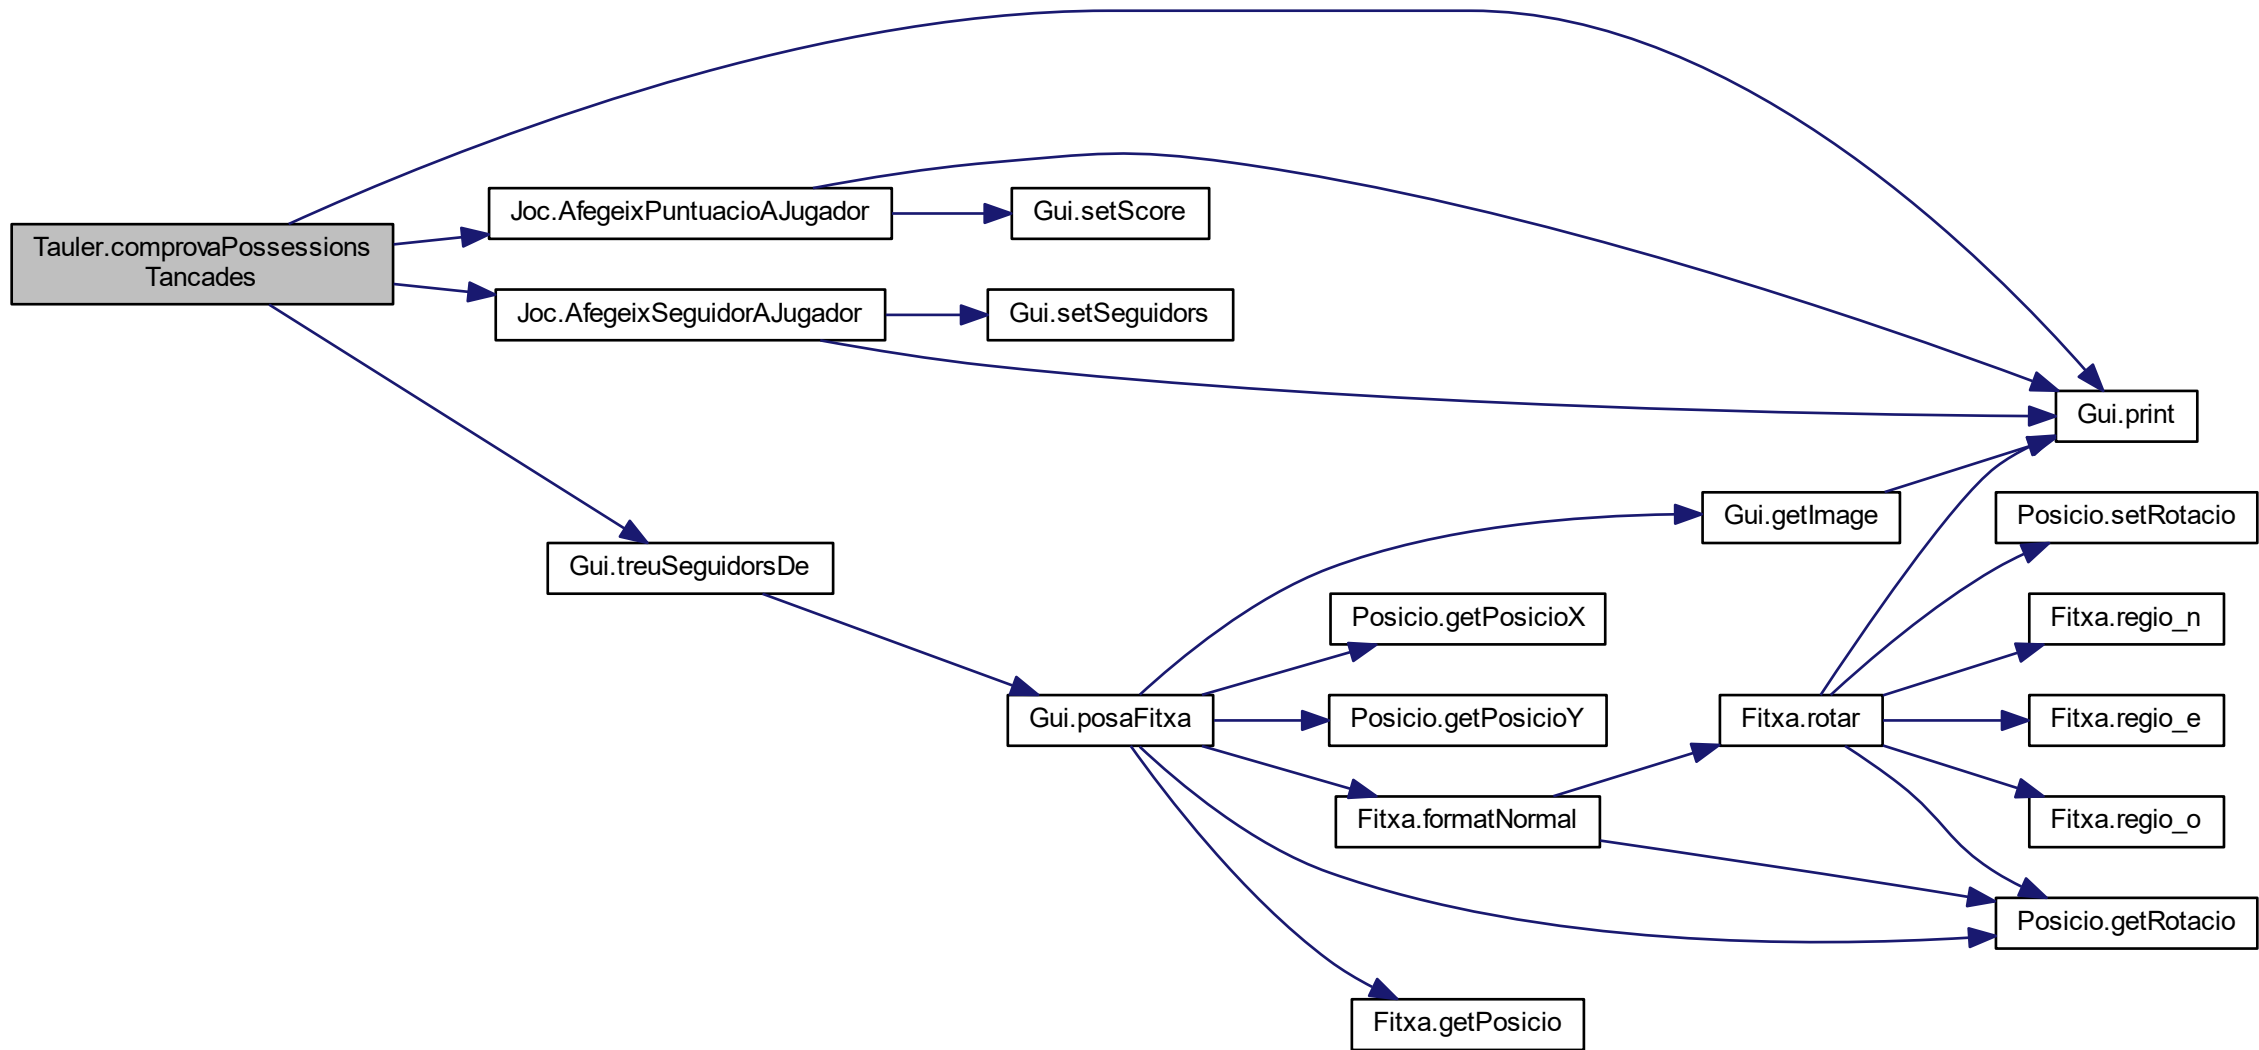 Tauler.comprovaPossessions
Tancades
Joc.AfegeixPuntuacioAJugador
Gui.setScore
Joc.AfegeixSeguidorAJugador
Gui.setSeguidors
Gui.print
Gui.getImage
Posicio.setRotacio
Gui.treuSeguidorsDe
Posicio.getPosicioX
Fitxa.regio_n
Gui.posaFitxa
Posicio.getPosicioY
Fitxa.rotar
Fitxa.regio_e
Fitxa.formatNormal
Fitxa.regio_o
Posicio.getRotacio
Fitxa.getPosicio